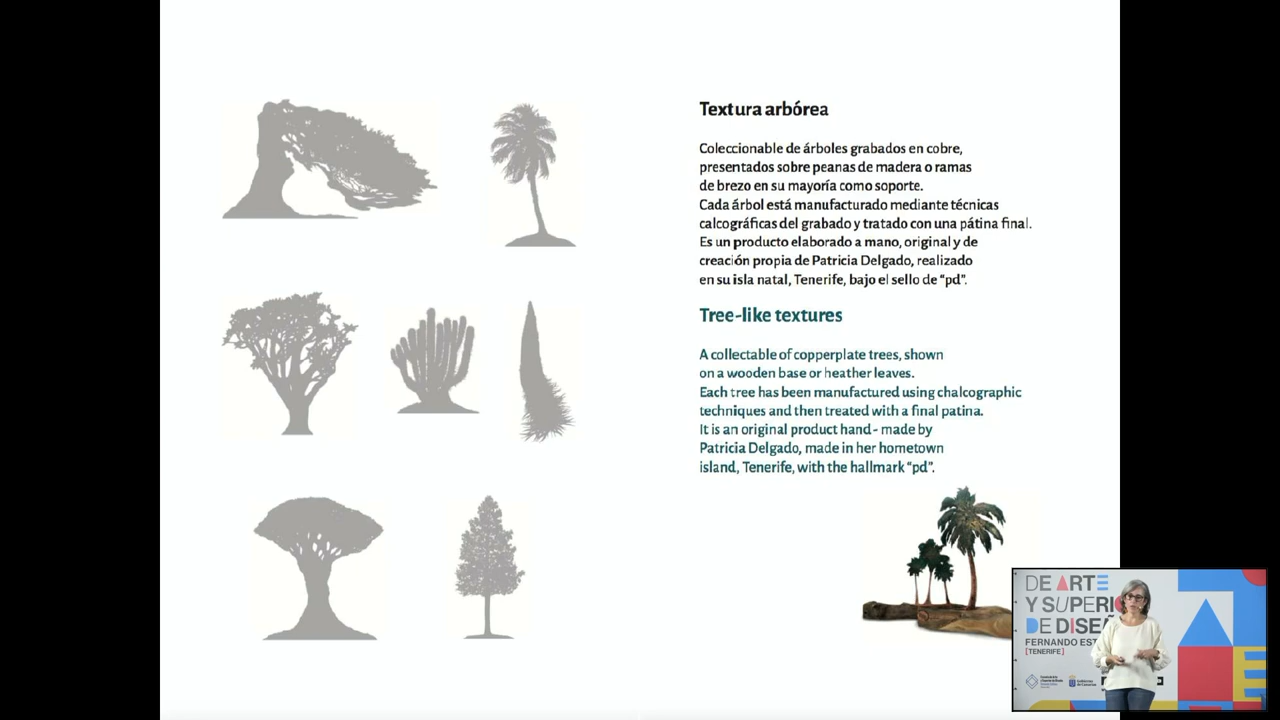 Textura arbórea
Coleccionable de árboles grabados en cobre,
presentados sobre peanas de madera o ramas
de brezo en su mayoría como soporte.
Cada árbol está manufacturado mediante técnicas
calcográficas del grabado y tratado con una pátina final.
Es un producto elaborado a mano, original y de
creación propia de Patricia Delgado, realizado
en su isla natal, Tenerife, bajo el sello de “pd”.
Tree-like textures
A collectable of copperplate trees, shown
on a wooden base or heather leaves.
Each tree has been manufactured using chalcographic
techniques and then treated with a final patina.
It is an original product hand- made by
Patricia Delgado, made in her hometown
island, Tenerife, with the hallmark “pd”.
DE ARTE
Y SUPERIO
DE DISEÑ
FERNANDO EST
[TENERIFE]
Gobierno
de Canarias